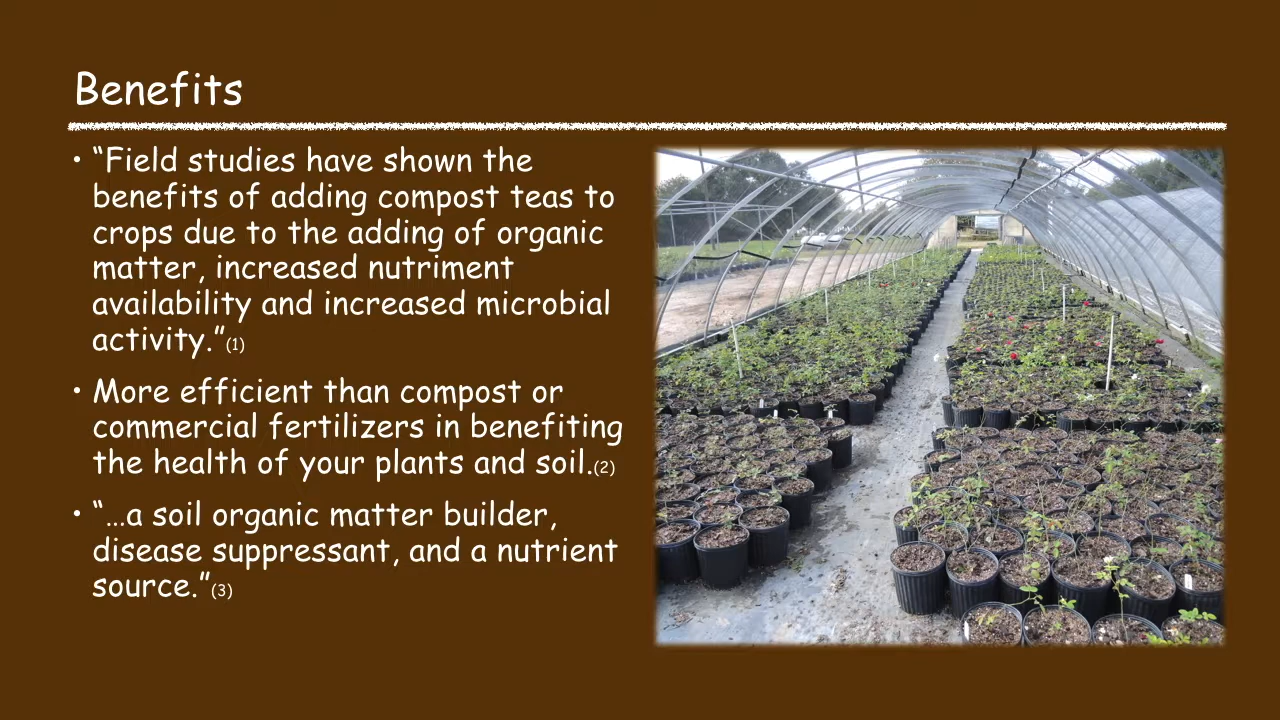 Benefits
• “Field studies have shown the
benefits of adding compost teas to
crops due to the adding of organic
matter, increased nutriment
availability and increased microbial
activity.”(1)
• More efficient than compost or
commercial fertilizers in benefiting
the health of your plants and soil.(2)
• “…a soil organic matter builder,
disease suppressant, and a nutrient
source.”(3)